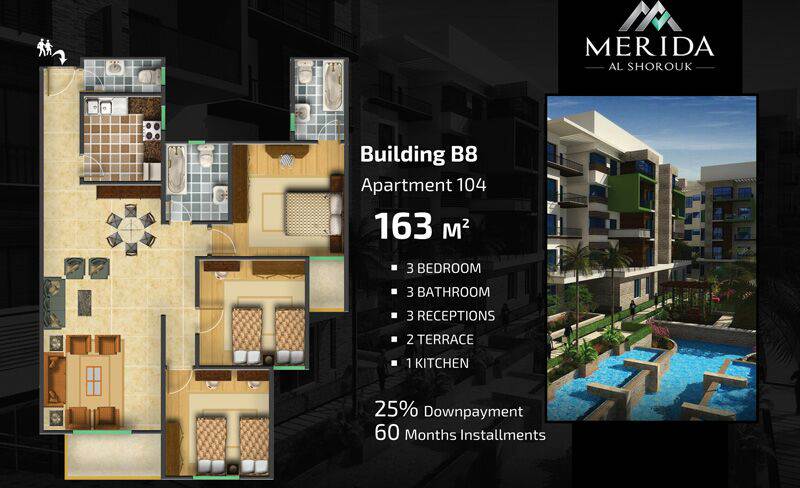 MERIDA
AL SHOROUK
Building B8
Apartment 104
163 M²
3 BEDROOM
3 BATHROOM
3 RECEPTIONS
2 TERRACE
1 KITCHEN
25% Downpayment
60 Months Installments